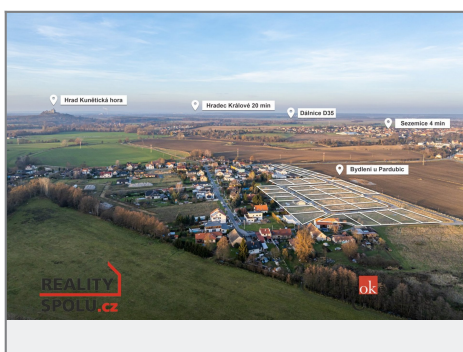 Hrad Kunětická hora
Hradec Králové 20 min
Dálnice D35
Sezemice 4 min
Bydlení u Pardubic
REALITY
SPOLU.cz
ok